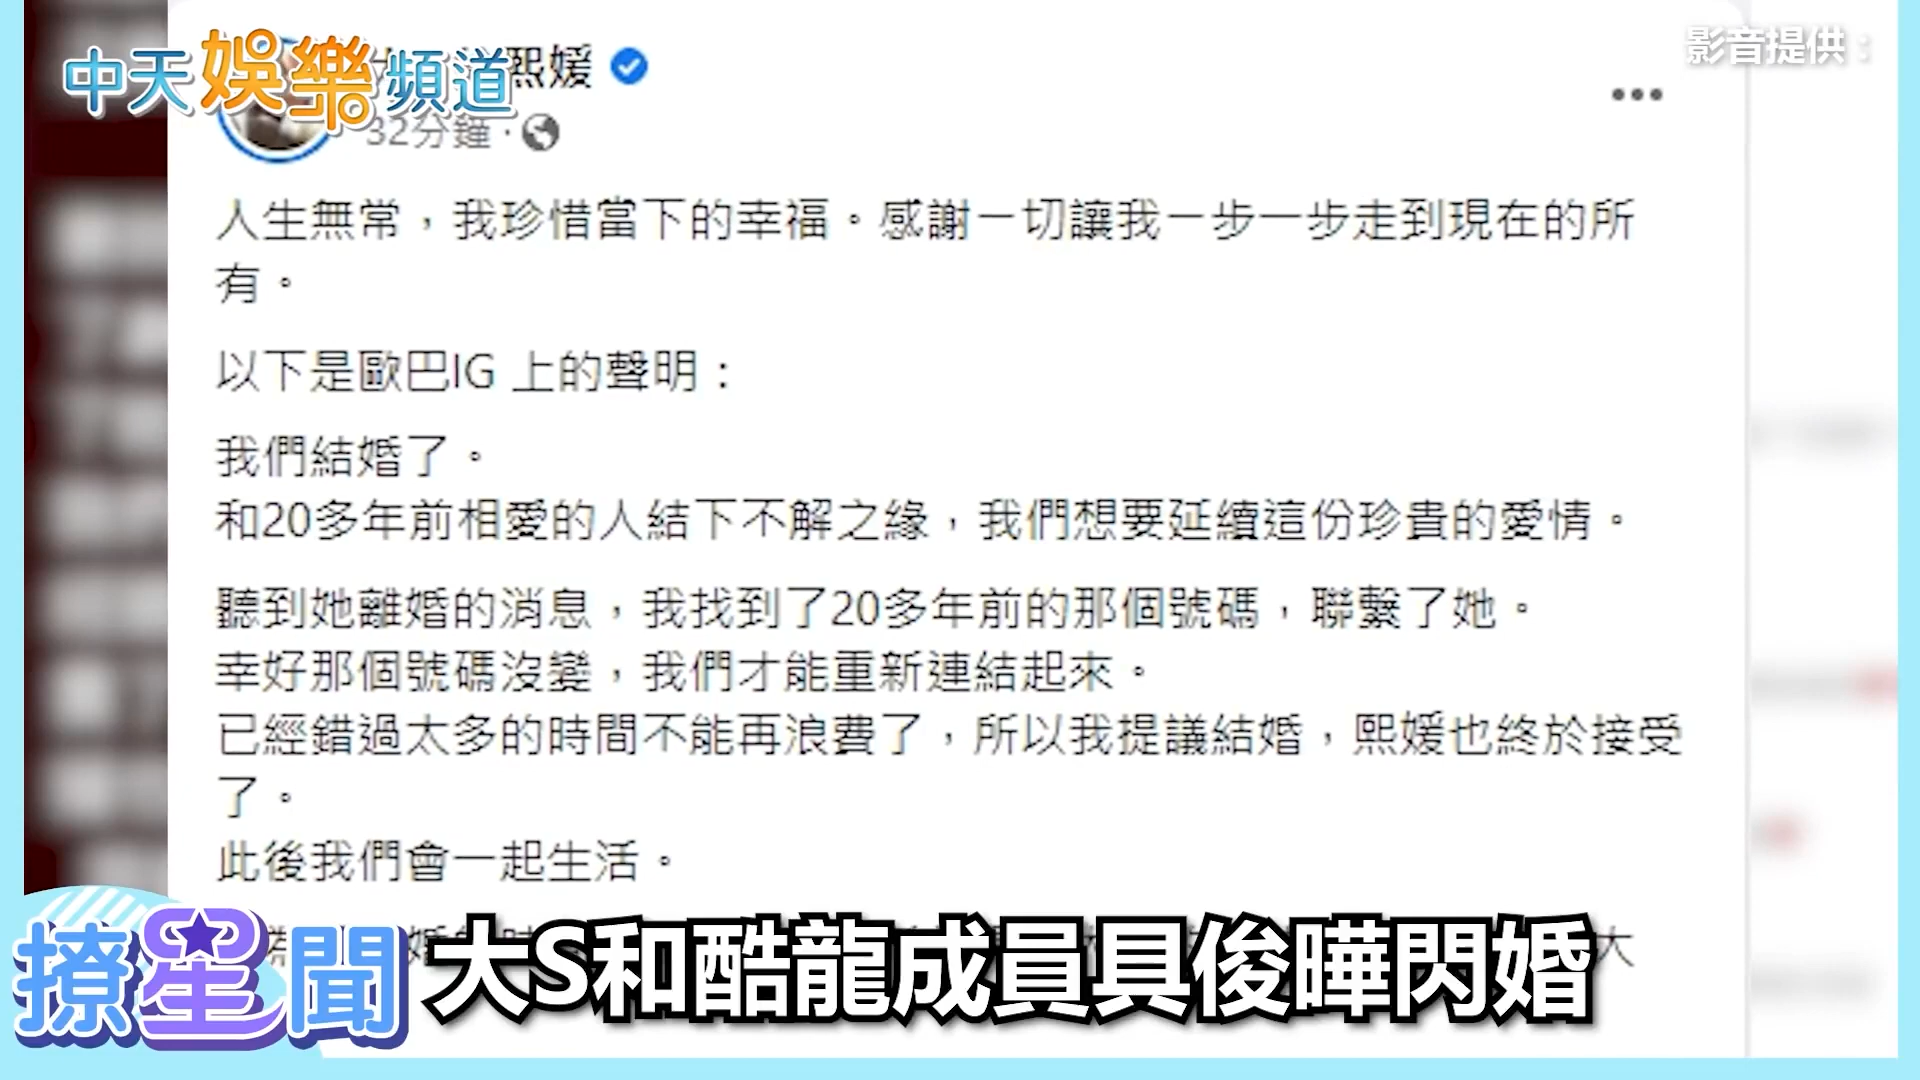 中天娛樂頻道
影音提供：
熙媛
32分鐘
人生無常，我珍惜當下的幸福。感謝一切讓我一步一步走到現在的所
有。
以下是歐巴IG 上的聲明：
我們結婚了。
和20多年前相愛的人結下不解之緣，我們想要延續這份珍貴的愛情。
聽到她離婚的消息，我找到了20多年前的那個號碼，聯繫了她。
幸好那個號碼沒變，我們才能重新連結起來。
已經錯過太多的時間不能再浪費了，所以我提議結婚，熙媛也終於接受
了。
此後我們會一起生活。
大
撩星聞
大S和酷龍成員具俊曄閃婚